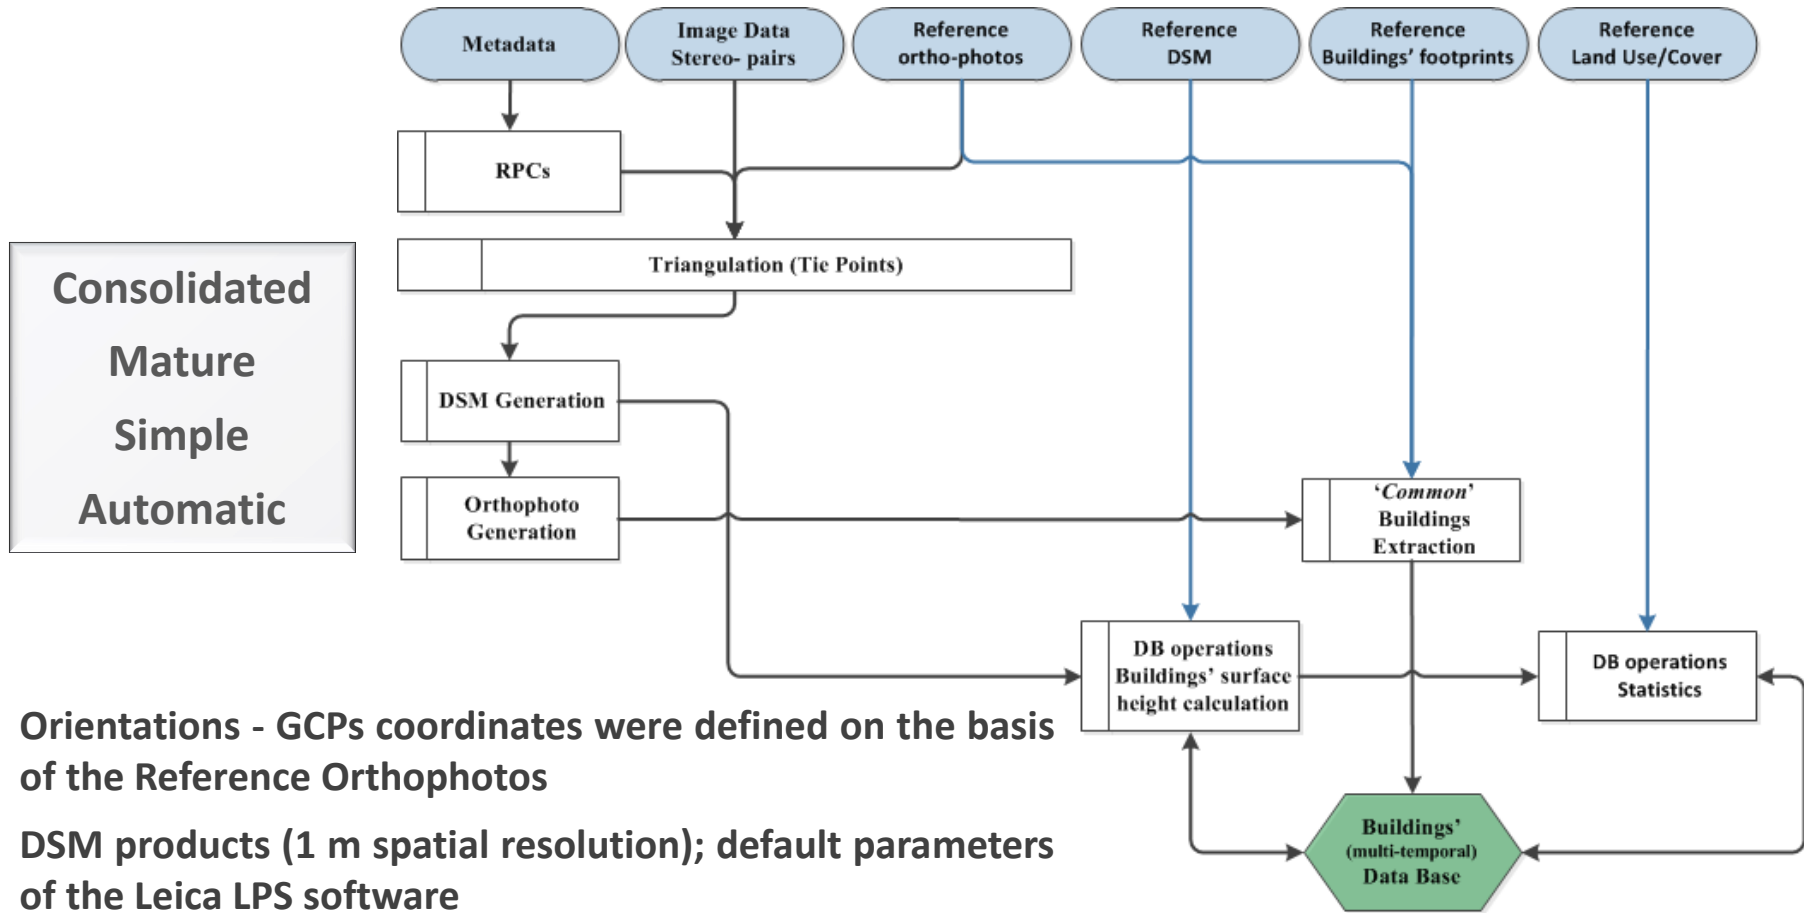 Metadata
Image Data
Stereo- pairs
Reference
ortho-photos
Reference
DSM
Reference
Buildings’ footprints
Reference
Land Use/Cover
RPCs
Triangulation (Tie Points)
Consolidated
Mature
Simple
Automatic
DSM Generation
Orthophoto
Generation
‘Common’
Buildings
Extraction
DB operations
Buildings’ surface
height calculation
DB operations
Statistics
Orientations - GCPs coordinates were defined on the basis
of the Reference Orthophotos
DSM products (1 m spatial resolution); default parameters
of the Leica LPS software
Buildings’
(multi-temporal)
Data Base